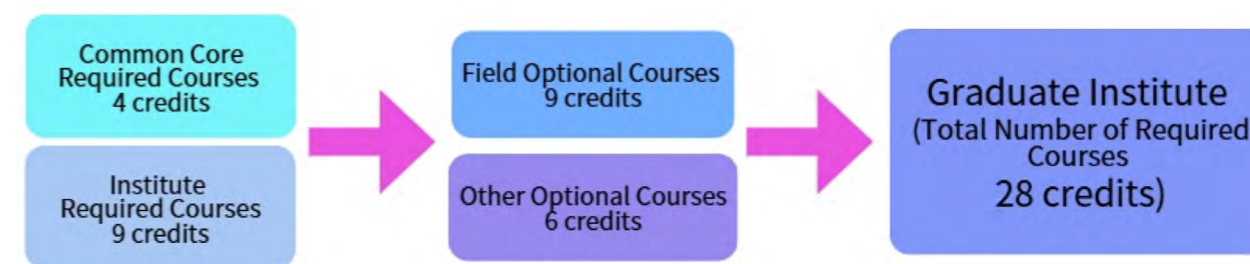 Common Core
Required Courses
4 credits
Institute
Required Courses
9 credits
Field Optional Courses
9 credits
Other Optional Courses
6 credits
Graduate Institute
(Total Number of Required
Courses
28 credits)